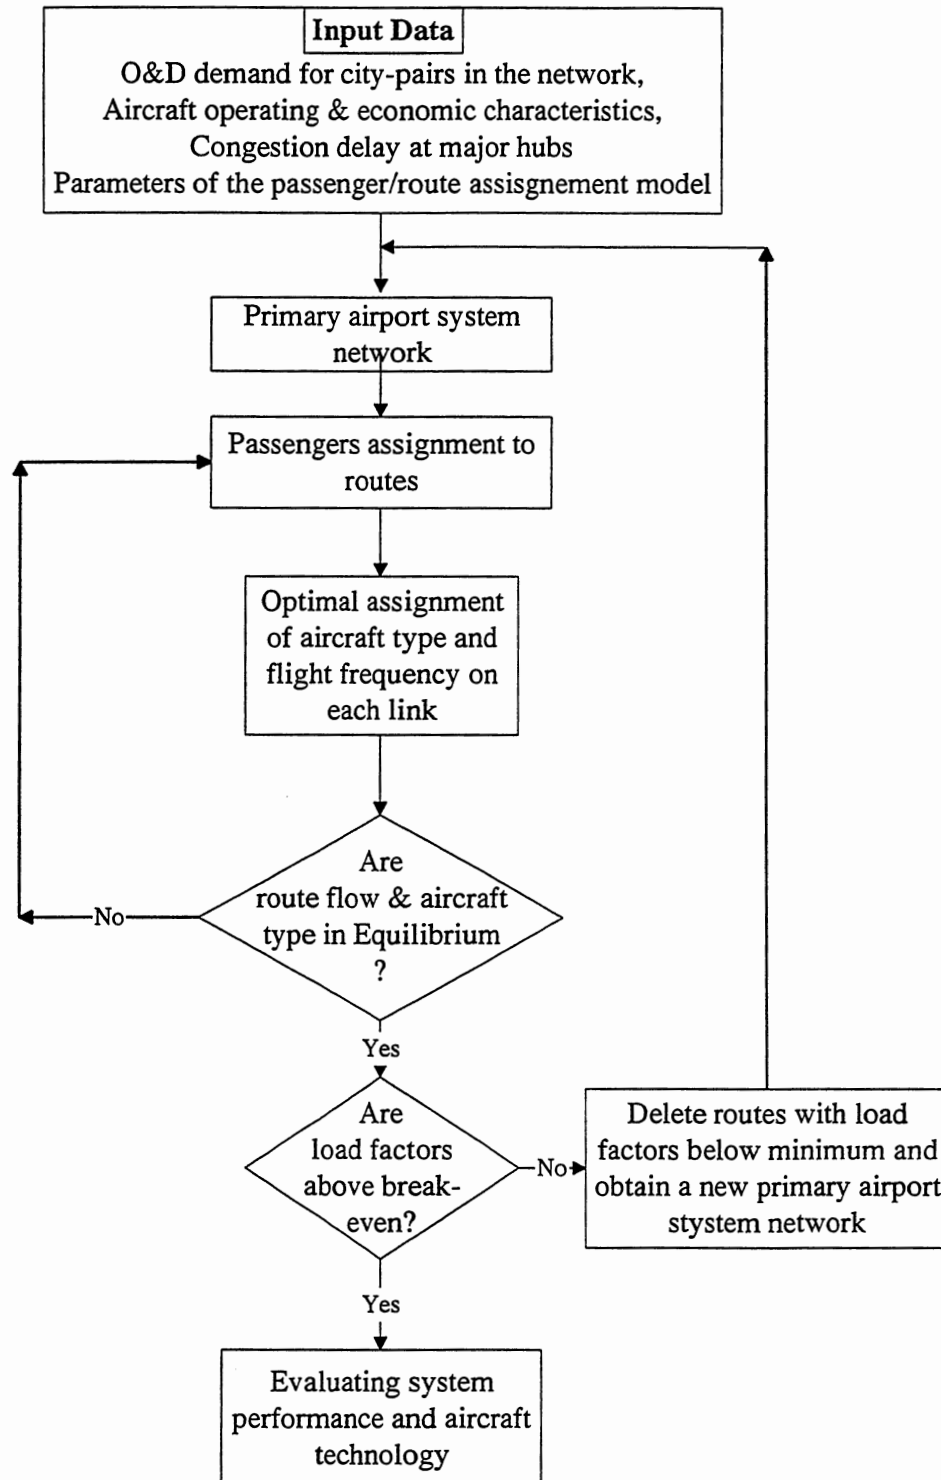 Input Data
O&D demand for city-pairs in the network,
Aircraft operating & economic characteristics,
Congestion delay at major hubs
Parameters of the passenger/route assisgnement model
Primary airport system
network
Passengers assignment to
routes
Optimal assignment
of aircraft type and
flight frequency on
each link
Are
route flow & aircraft
type in Equilibrium
?
No
Yes
Are
load factors
above break-
even?
No
Delete routes with load
factors below minimum and
obtain a new primary airport
stystem network
Yes
Evaluating system
performance and aircraft
technology